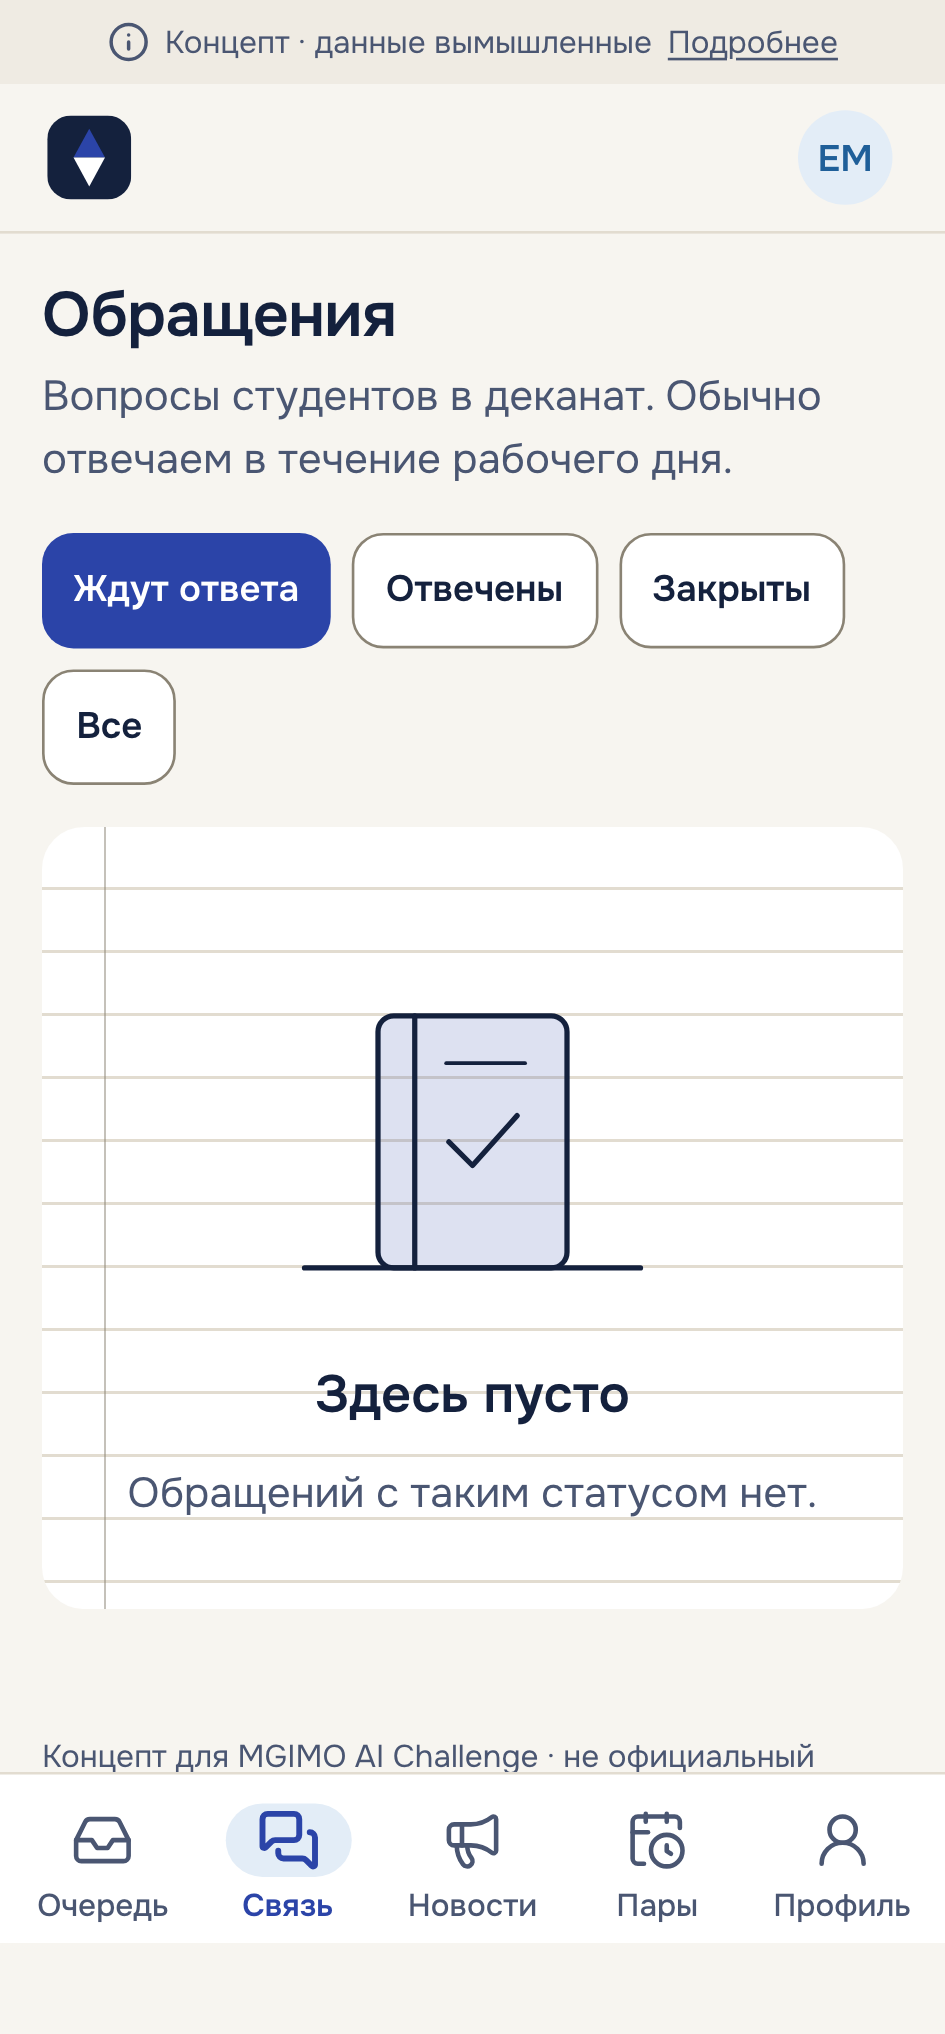 Концепт · данные вымышленные Подробнее
EM
Обращения
Вопросы студентов в деканат. Обычно
отвечаем в течение рабочего дня.
Ждут ответа Отвечены Закрыты
Все
Здесь пусто
Обращений с таким статусом нет.
Концепт для MGIMO AI Challenge · не официальный
Очередь Связь Новости Пары Профиль